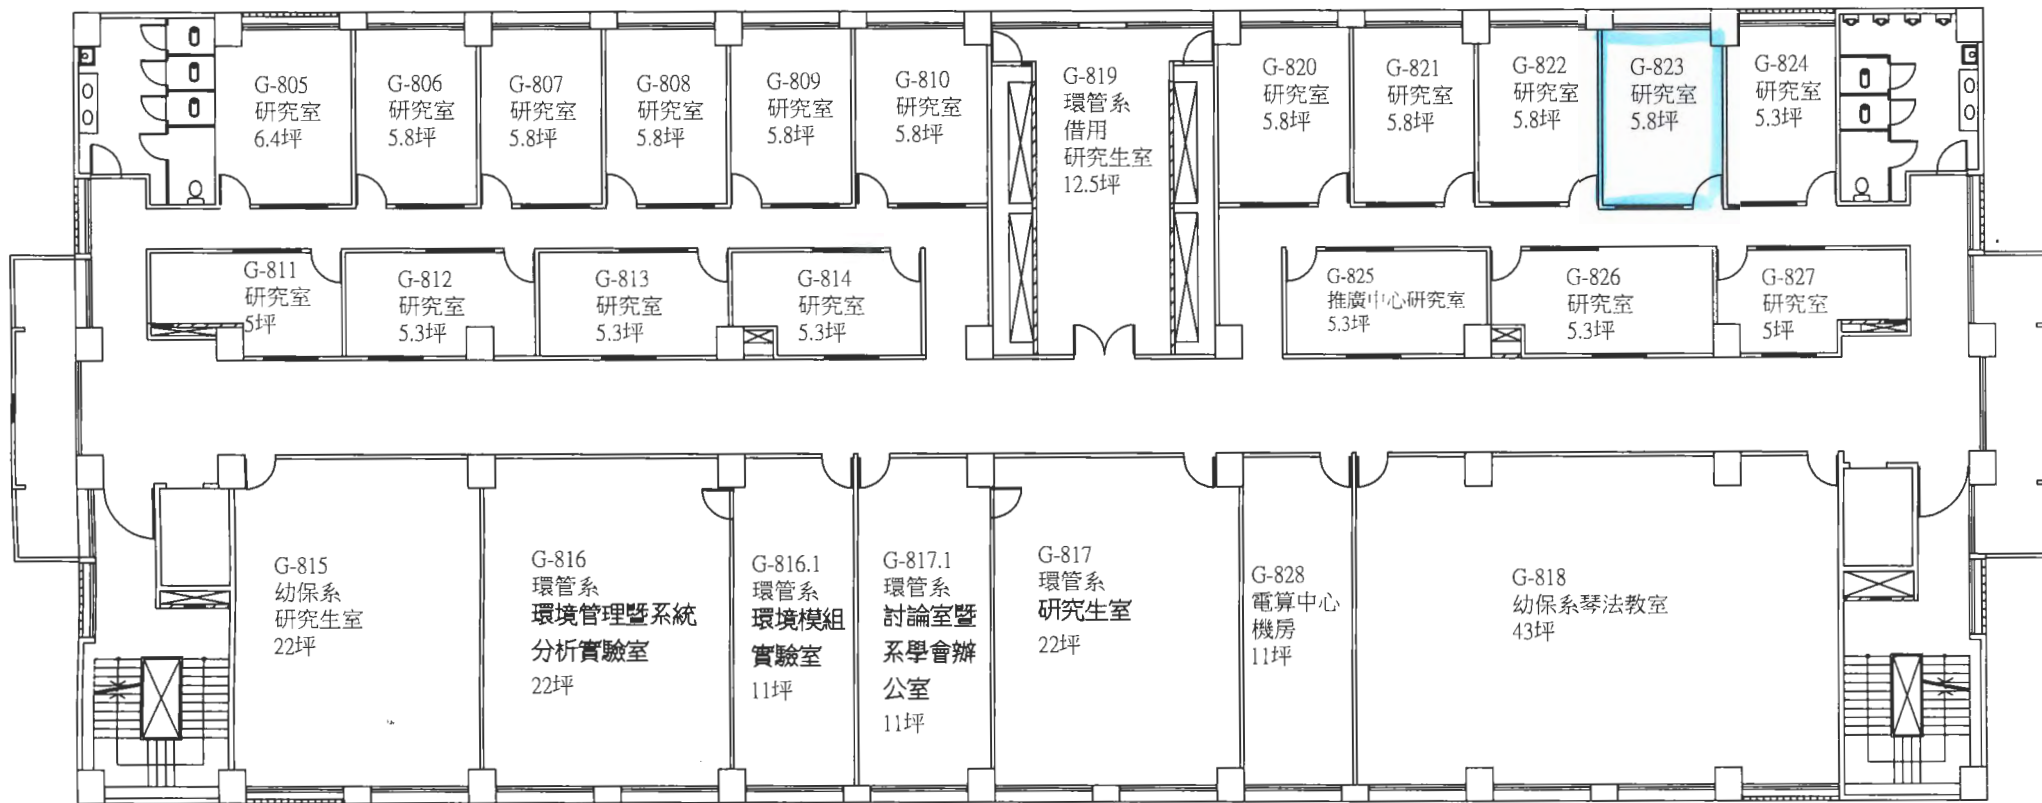 G-805
研究室
6.4坪
G-806
研究室
5.8坪
G-807
研究室
5.8坪
G-808
研究室
5.8坪
G-809
研究室
5.8坪
G-810
研究室
5.8坪
G-819
環管系
借用
研究生室
12.5坪
G-820
研究室
5.8坪
G-821
研究室
5.8坪
G-822
研究室
5.8坪
G-823
研究室
5.8坪
G-824
研究室
5.3坪
G-811
研究室
5坪
G-812
研究室
5.3坪
G-813
研究室
5.3坪
G-814
研究室
5.3坪
G-825
推廣中心研究室
5.3坪
G-826
研究室
5.3坪
G-827
研究室
5坪
G-815
幼保系
研究生室
22坪
G-816
環管系
環境管理暨系統
分析實驗室
22坪
G-816.1
環管系
環境模組
實驗室
11坪
G-817.1
環管系
討論室暨
系學會辦
公室
11坪
G-817
環管系
研究生室
22坪
G-828
電算中心
機房
11坪
G-818
幼保系琴法教室
43坪